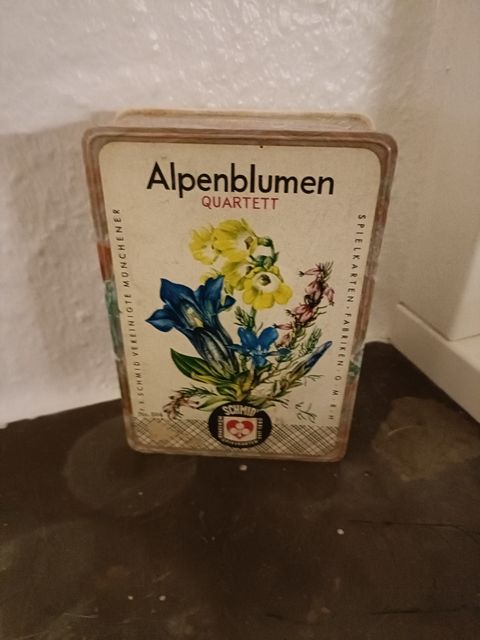 Alpenblumen
QUARTETT
F.X. SCHMID VEREINIGTE MÜNCHENER
SPIELKARTEN-FABRIKEN·G·M·B·H
SCHMID